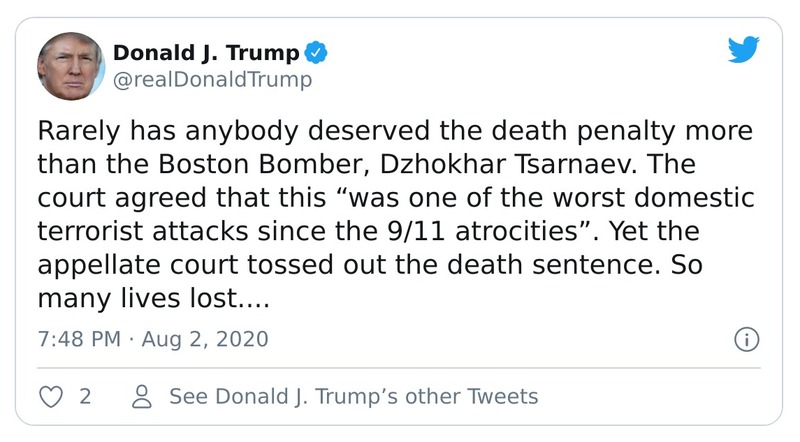 Donald J. Trump
@realDonaldTrump
Rarely has anybody deserved the death penalty more
than the Boston Bomber, Dzhokhar Tsarnaev. The
court agreed that this “was one of the worst domestic
terrorist attacks since the 9/11 atrocities”. Yet the
appellate court tossed out the death sentence. So
many lives lost....
7:48 PM · Aug 2, 2020
2 See Donald J. Trump’s other Tweets